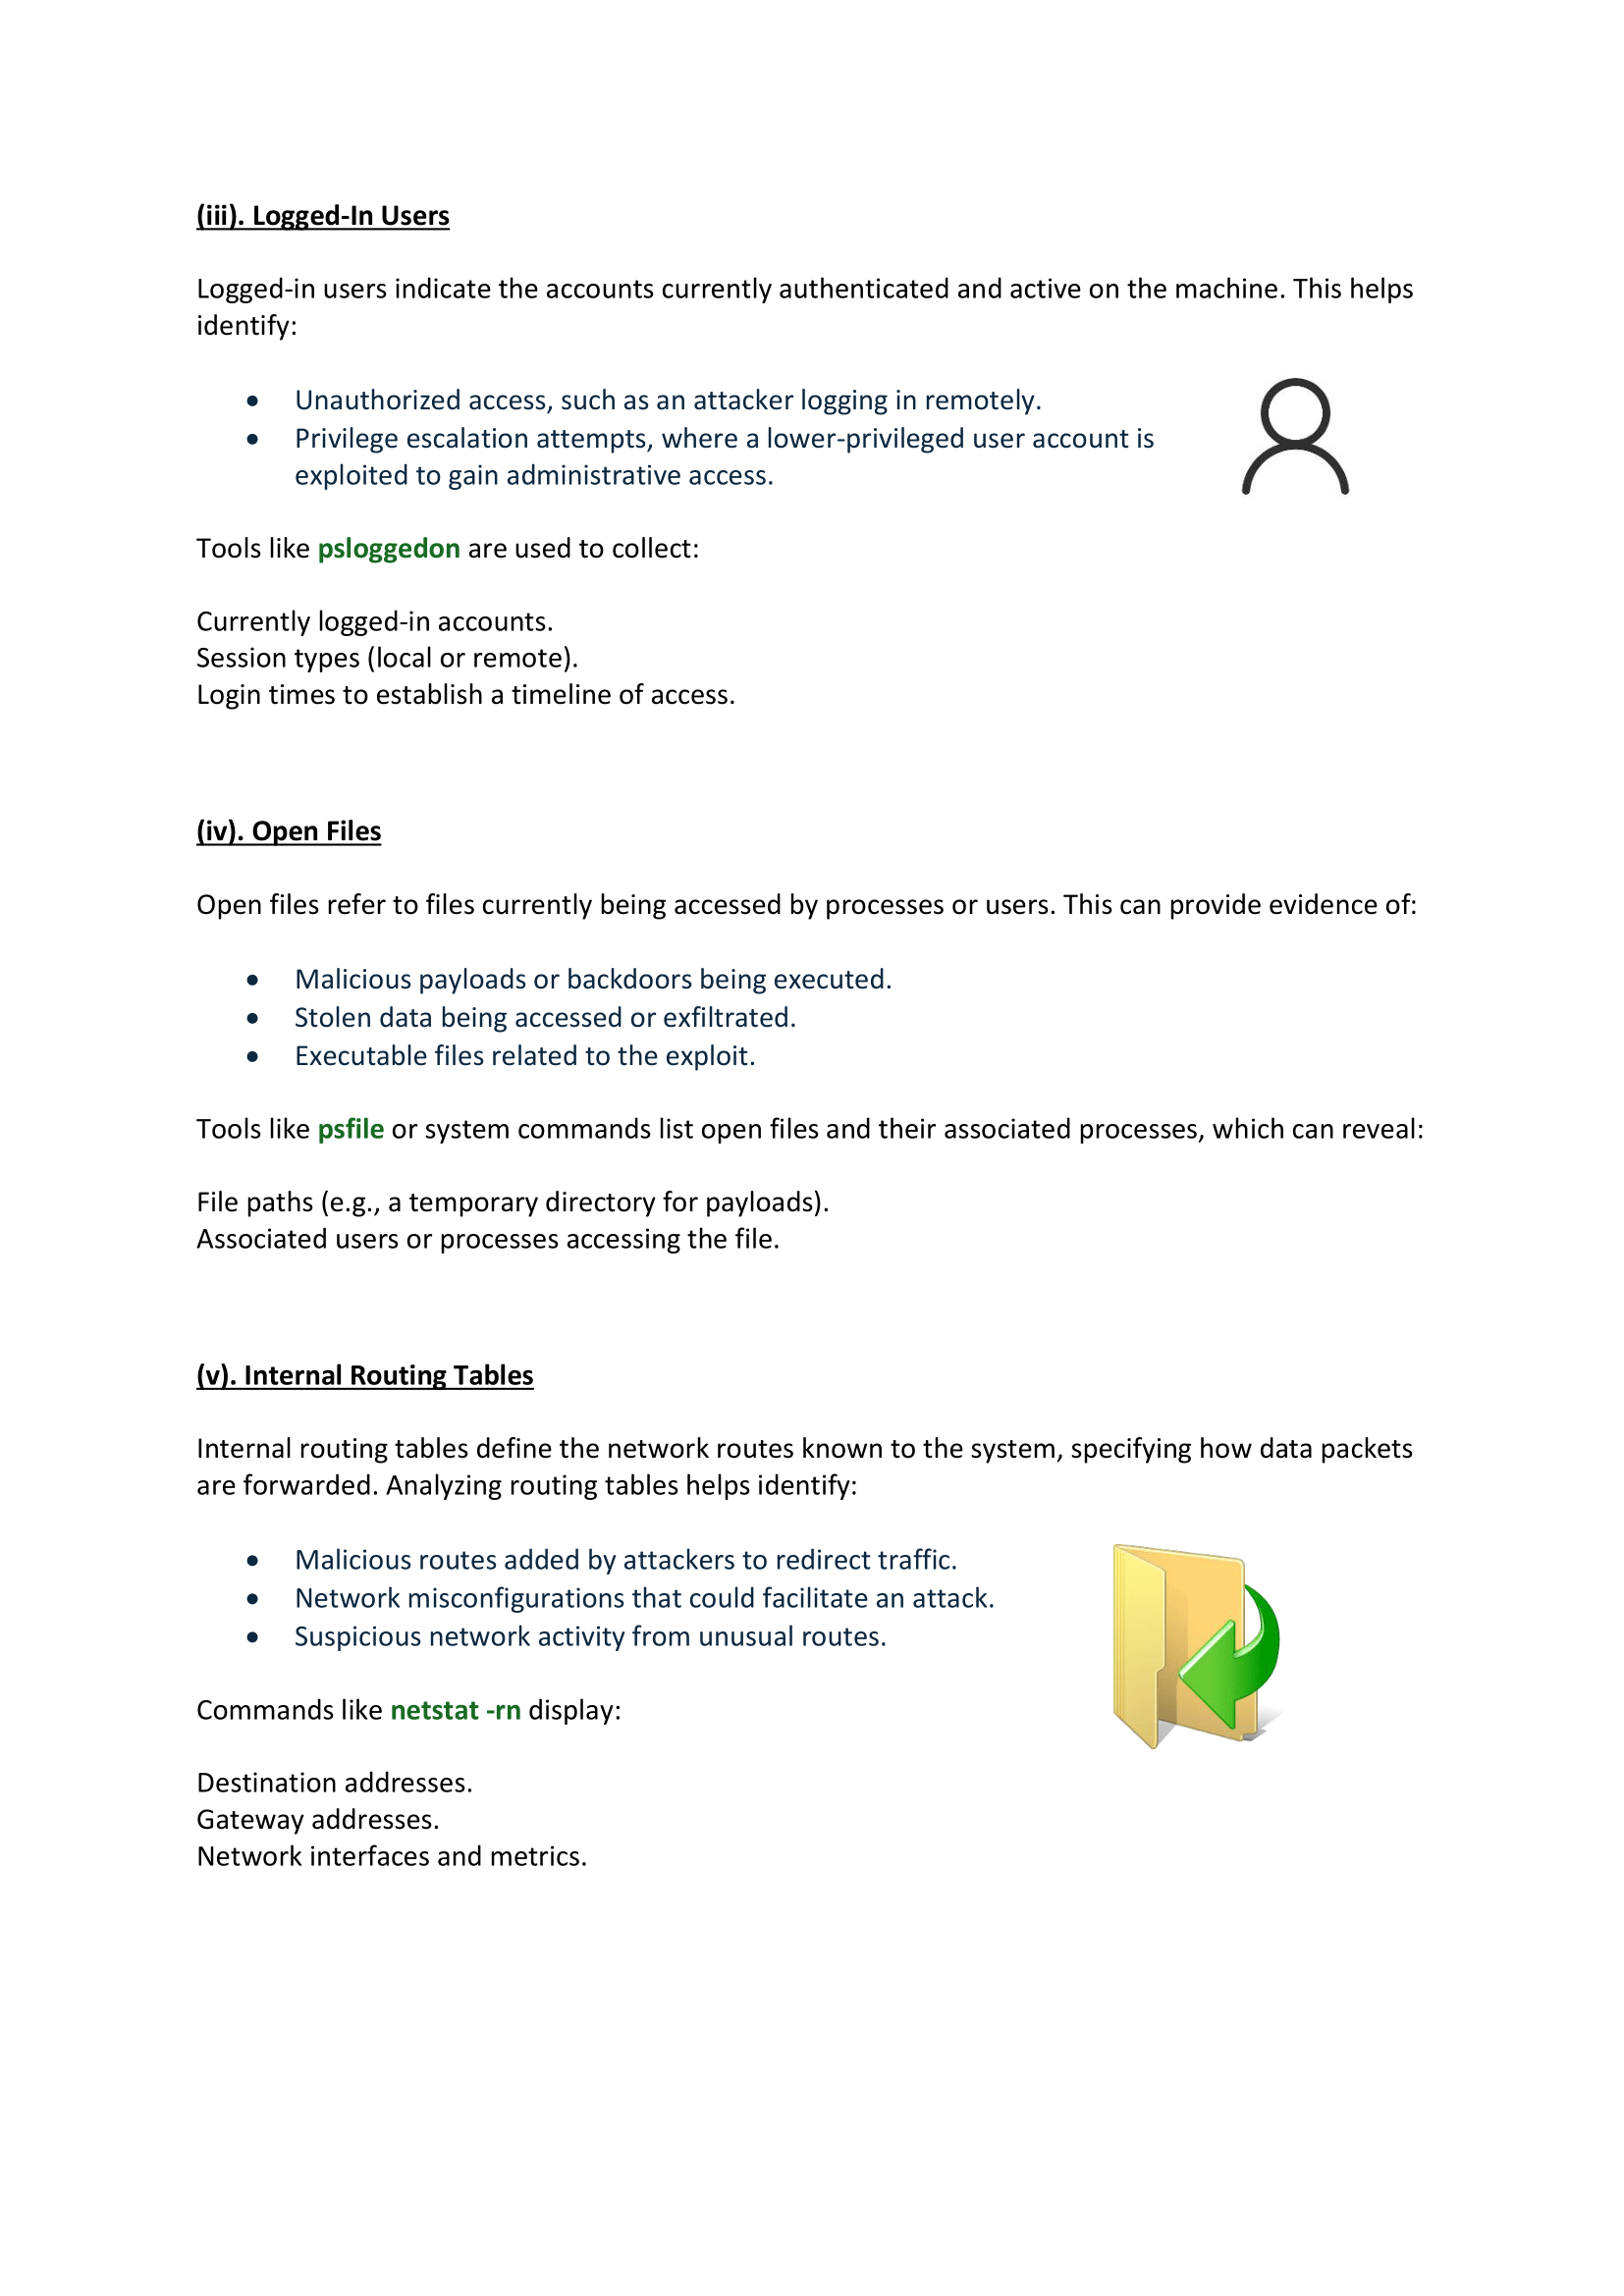 (iii). Logged-In Users
Logged-in users indicate the accounts currently authenticated and active on the machine. This helps
identify:
• Unauthorized access, such as an attacker logging in remotely.
• Privilege escalation attempts, where a lower-privileged user account is
exploited to gain administrative access.
Tools like psloggedon are used to collect:
Currently logged-in accounts.
Session types (local or remote).
Login times to establish a timeline of access.
(iv). Open Files
Open files refer to files currently being accessed by processes or users. This can provide evidence of:
• Malicious payloads or backdoors being executed.
• Stolen data being accessed or exfiltrated.
• Executable files related to the exploit.
Tools like psfile or system commands list open files and their associated processes, which can reveal:
File paths (e.g., a temporary directory for payloads).
Associated users or processes accessing the file.
(v). Internal Routing Tables
Internal routing tables define the network routes known to the system, specifying how data packets
are forwarded. Analyzing routing tables helps identify:
• Malicious routes added by attackers to redirect traffic.
• Network misconfigurations that could facilitate an attack.
• Suspicious network activity from unusual routes.
Commands like netstat -rn display:
Destination addresses.
Gateway addresses.
Network interfaces and metrics.